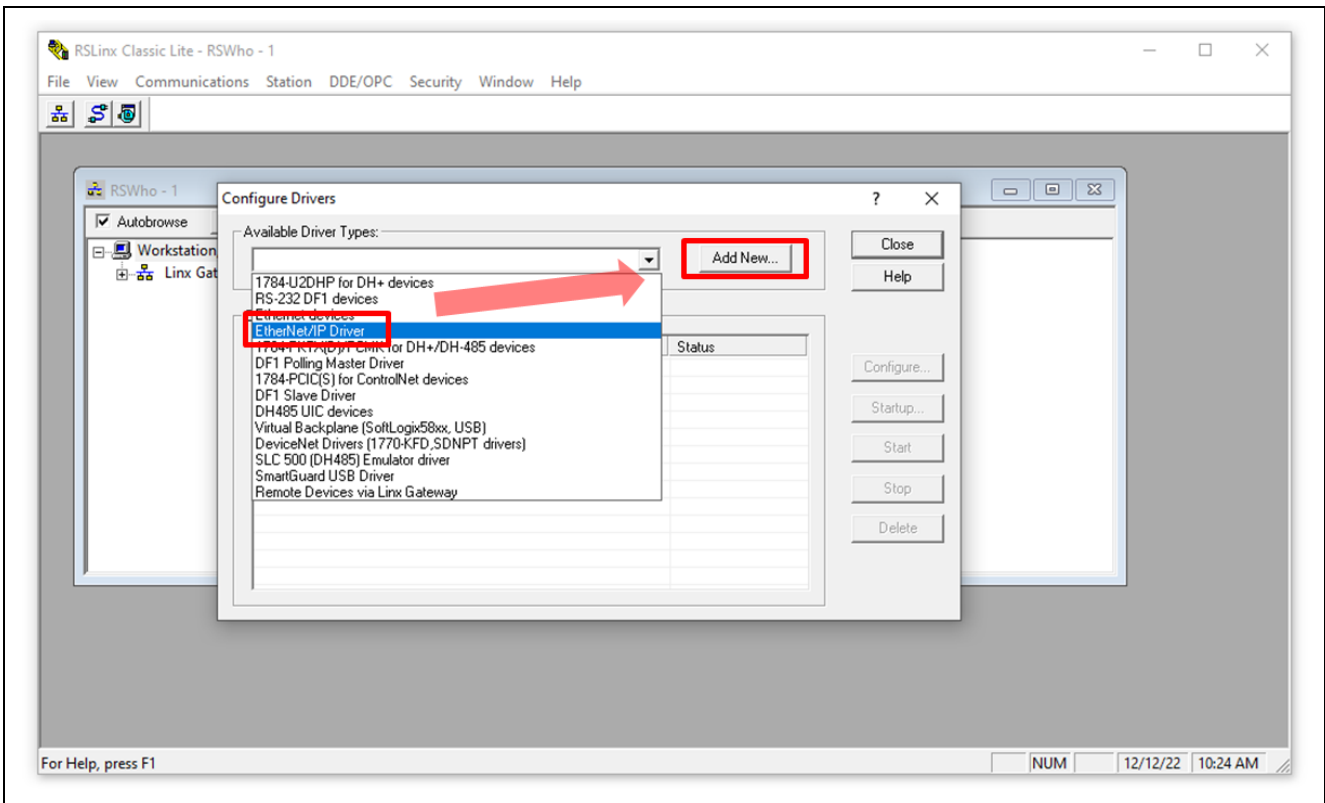 RSLinx Classic Lite - RSWho - 1
File View Communications Station DDE/OPC Security Window Help
RSWho - 1
Autobrowse
Workstation
Linx Gat
Configure Drivers
?
Available Driver Types:
Add New...
Close
Help
1784-U2DHP for DH+ devices
RS-232 DF1 devices
Ethernet devices
EtherNet/IP Driver
1784-PKTX(D)/PCMK for DH+/DH-485 devices
DF1 Polling Master Driver
1784-PCIC(S) for ControlNet devices
DF1 Slave Driver
DH485 UIC devices
Virtual Backplane (SoftLogix58xx, USB)
DeviceNet Drivers (1770-KFD,SDNPT drivers)
SLC 500 (DH485) Emulator driver
SmartGuard USB Driver
Remote Devices via Linx Gateway
Status
Configure...
Startup...
Start
Stop
Delete
For Help, press F1
NUM 12/12/22 10:24 AM